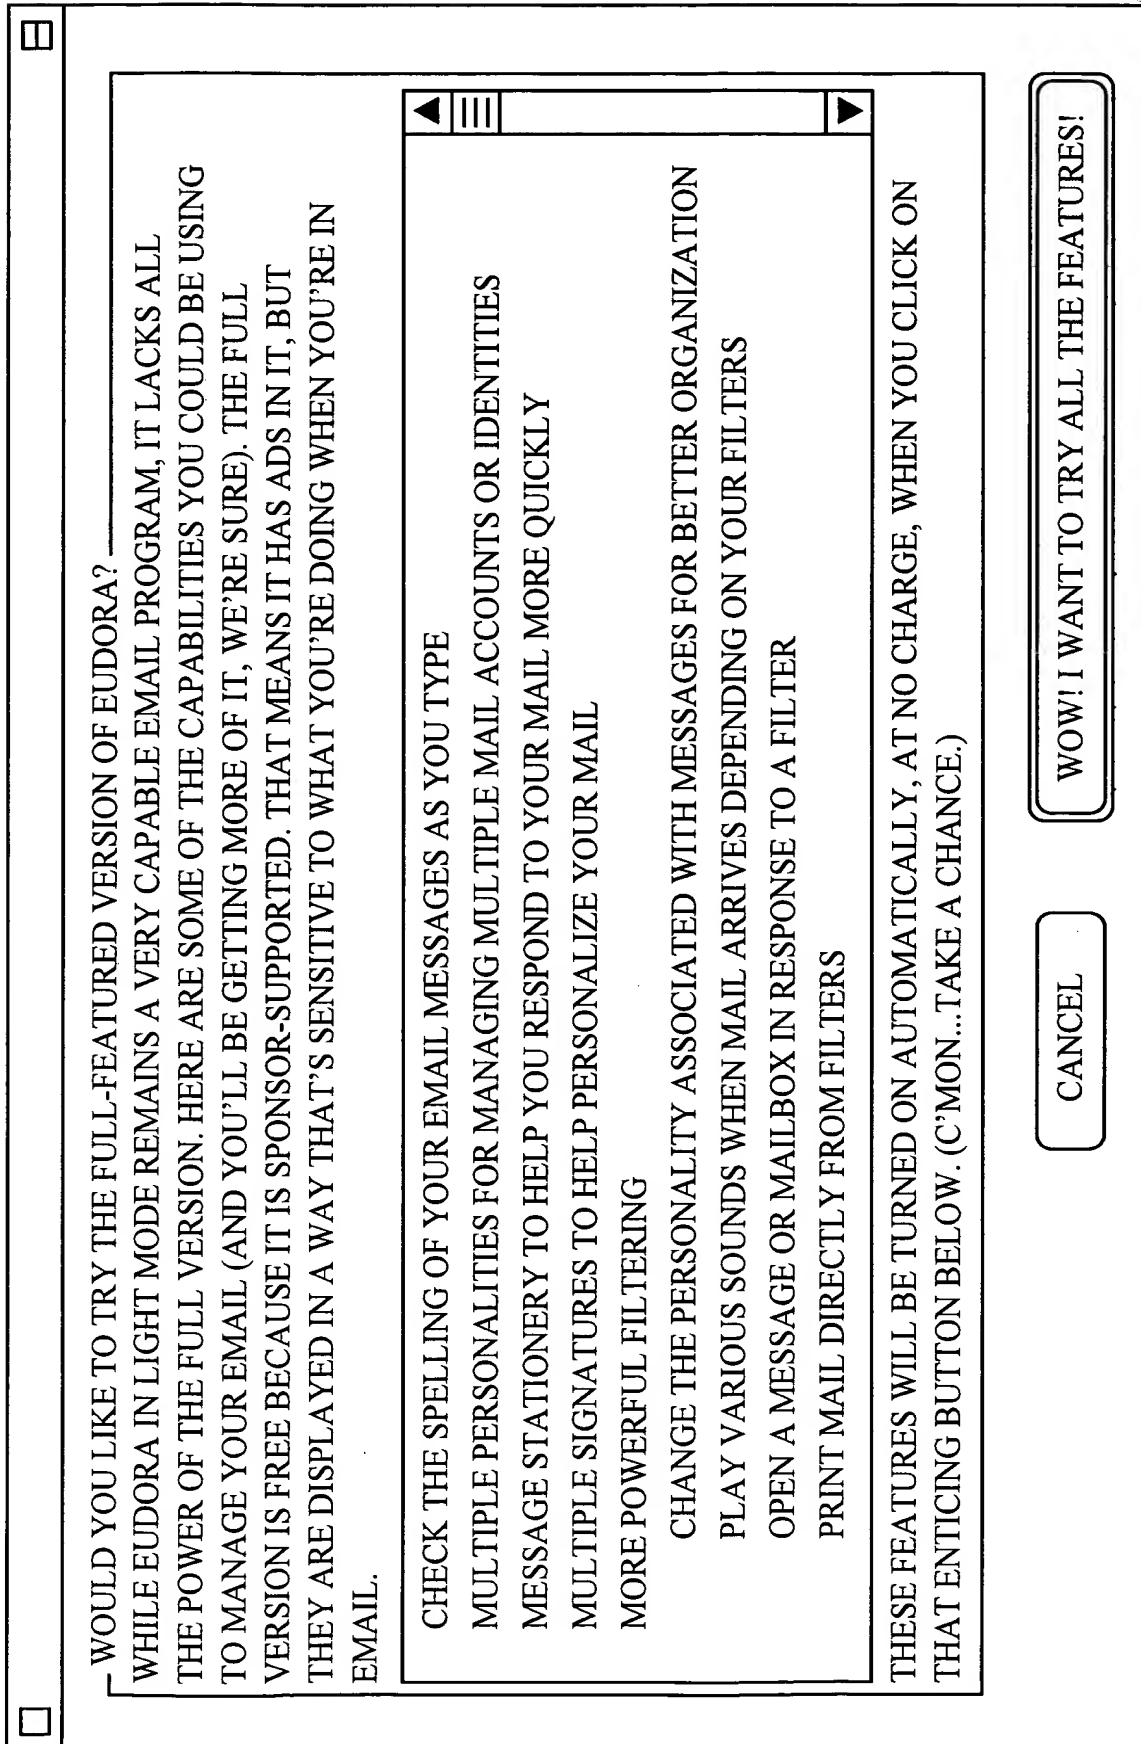 WOULD YOU LIKE TO TRY THE FULL-FEATURED VERSION OF EUDORA?
WHILE EUDORA IN LIGHT MODE REMAINS A VERY CAPABLE EMAIL PROGRAM, IT LACKS ALL
THE POWER OF THE FULL VERSION. HERE ARE SOME OF THE CAPABILITIES YOU COULD BE USING
TO MANAGE YOUR EMAIL (AND YOU'LL BE GETTING MORE OF IT, WE'RE SURE). THE FULL
VERSION IS FREE BECAUSE IT IS SPONSOR-SUPPORTED. THAT MEANS IT HAS ADS IN IT, BUT
THEY ARE DISPLAYED IN A WAY THAT'S SENSITIVE TO WHAT YOU'RE DOING WHEN YOU'RE IN
EMAIL.
CHECK THE SPELLING OF YOUR EMAIL MESSAGES AS YOU TYPE
MULTIPLE PERSONALITIES FOR MANAGING MULTIPLE MAIL ACCOUNTS OR IDENTITIES
MESSAGE STATIONERY TO HELP YOU RESPOND TO YOUR MAIL MORE QUICKLY
MULTIPLE SIGNATURES TO HELP PERSONALIZE YOUR MAIL
MORE POWERFUL FILTERING
CHANGE THE PERSONALITY ASSOCIATED WITH MESSAGES FOR BETTER ORGANIZATION
PLAY VARIOUS SOUNDS WHEN MAIL ARRIVES DEPENDING ON YOUR FILTERS
OPEN A MESSAGE OR MAILBOX IN RESPONSE TO A FILTER
PRINT MAIL DIRECTLY FROM FILTERS
THESE FEATURES WILL BE TURNED ON AUTOMATICALLY, AT NO CHARGE, WHEN YOU CLICK ON
THAT ENTICING BUTTON BELOW. (C'MON...TAKE A CHANCE.)
CANCEL
WOW! I WANT TO TRY ALL THE FEATURES!